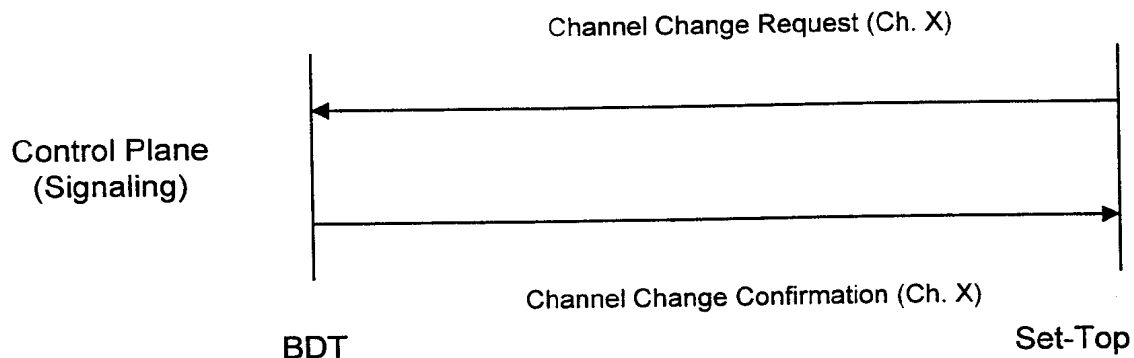 Channel Change Request (Ch. X)
Control Plane
(Signaling)
Channel Change Confirmation (Ch. X)
BDT
Set-Top